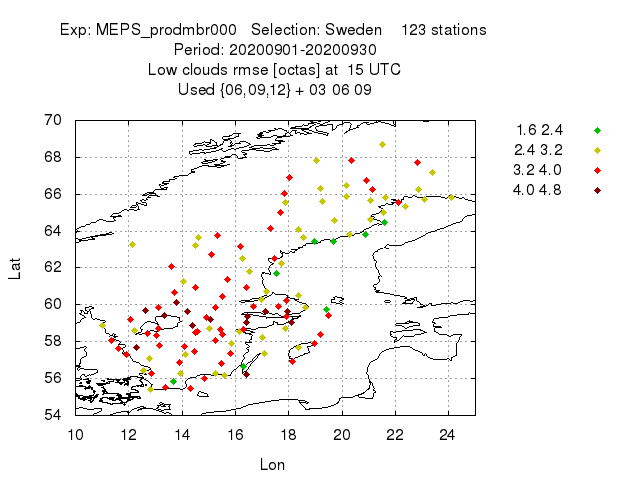 Exp: MEPS_prodmbr000   Selection: Sweden    123 stations
Period: 20200901-20200930
Low clouds rmse [octas] at  15 UTC
Used {06,09,12} + 03 06 09
1.6 2.4
2.4 3.2
3.2 4.0
4.0 4.8
Lat
70
68
66
64
62
60
58
56
54
10 12 14 16 18 20 22 24
Lon